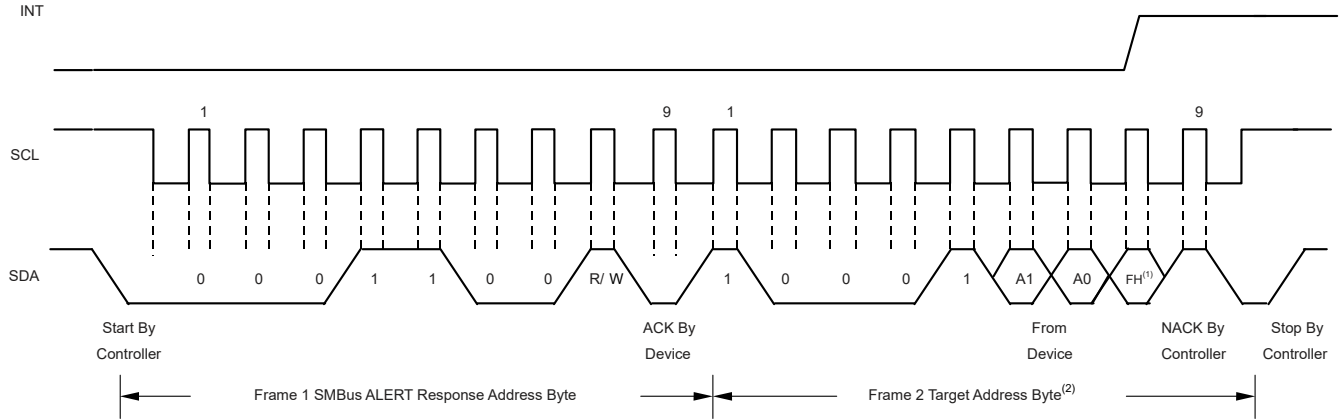 INT
1 9 1 9
SCL
SDA
0 0 0 1 1 0 0 R/ W 1 0 0 0 1 A1 A0 FH(1)
Start By
Controller
ACK By
Device
From
Device
NACK By
Controller
Stop By
Controller
Frame 1 SMBus ALERT Response Address Byte
Frame 2 Target Address Byte(2)